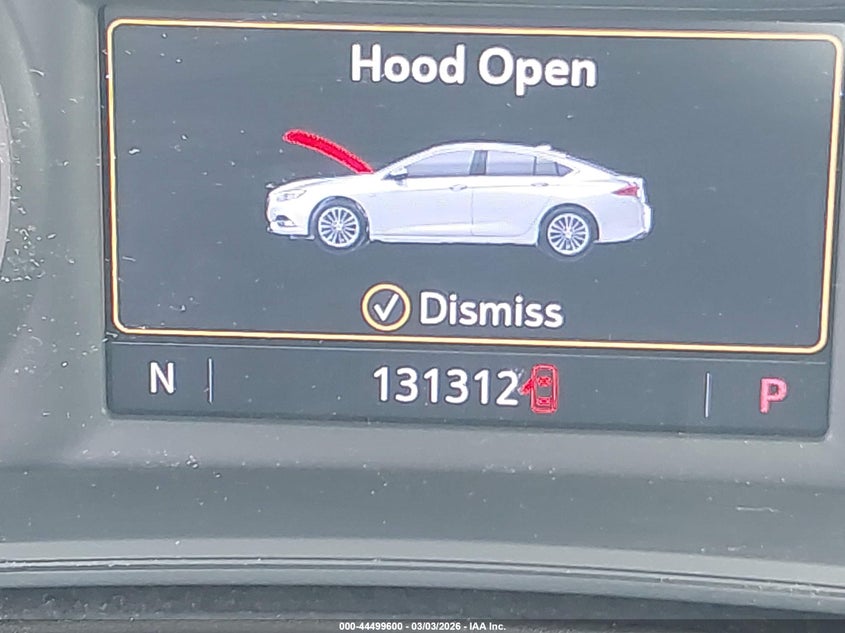 Hood Open
Dismiss
N 131312 P
000-44499600 - 03/03/2026 - IAA Inc.